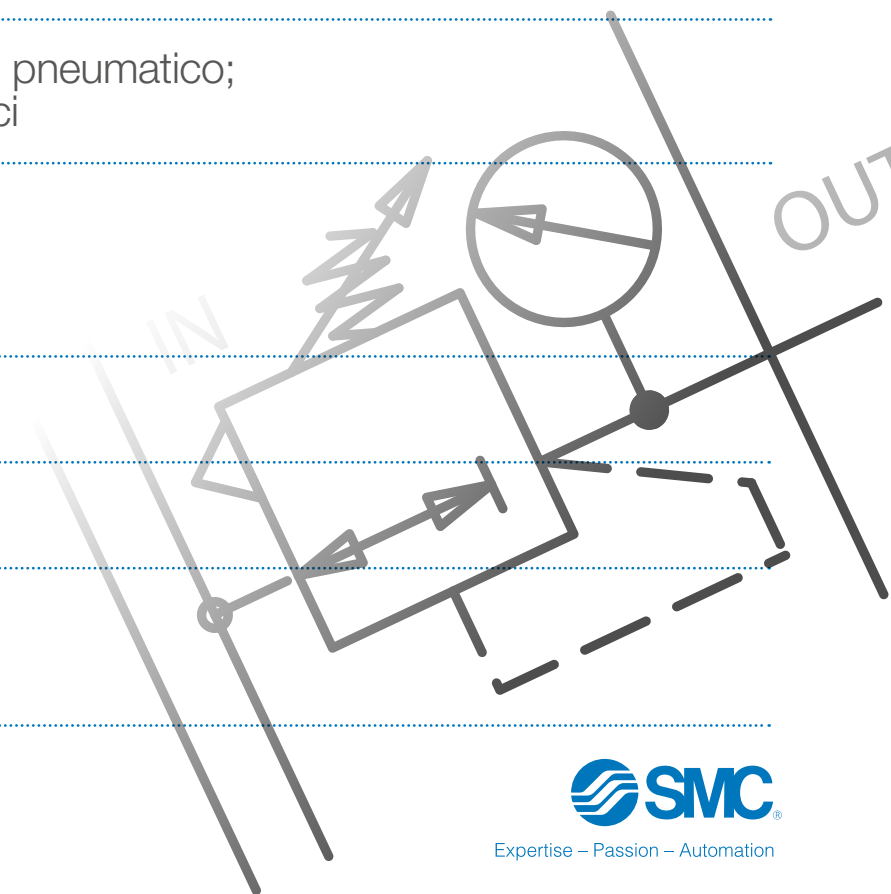 pneumatico;
ci
OUT
IN
SMC®
Expertise – Passion – Automation